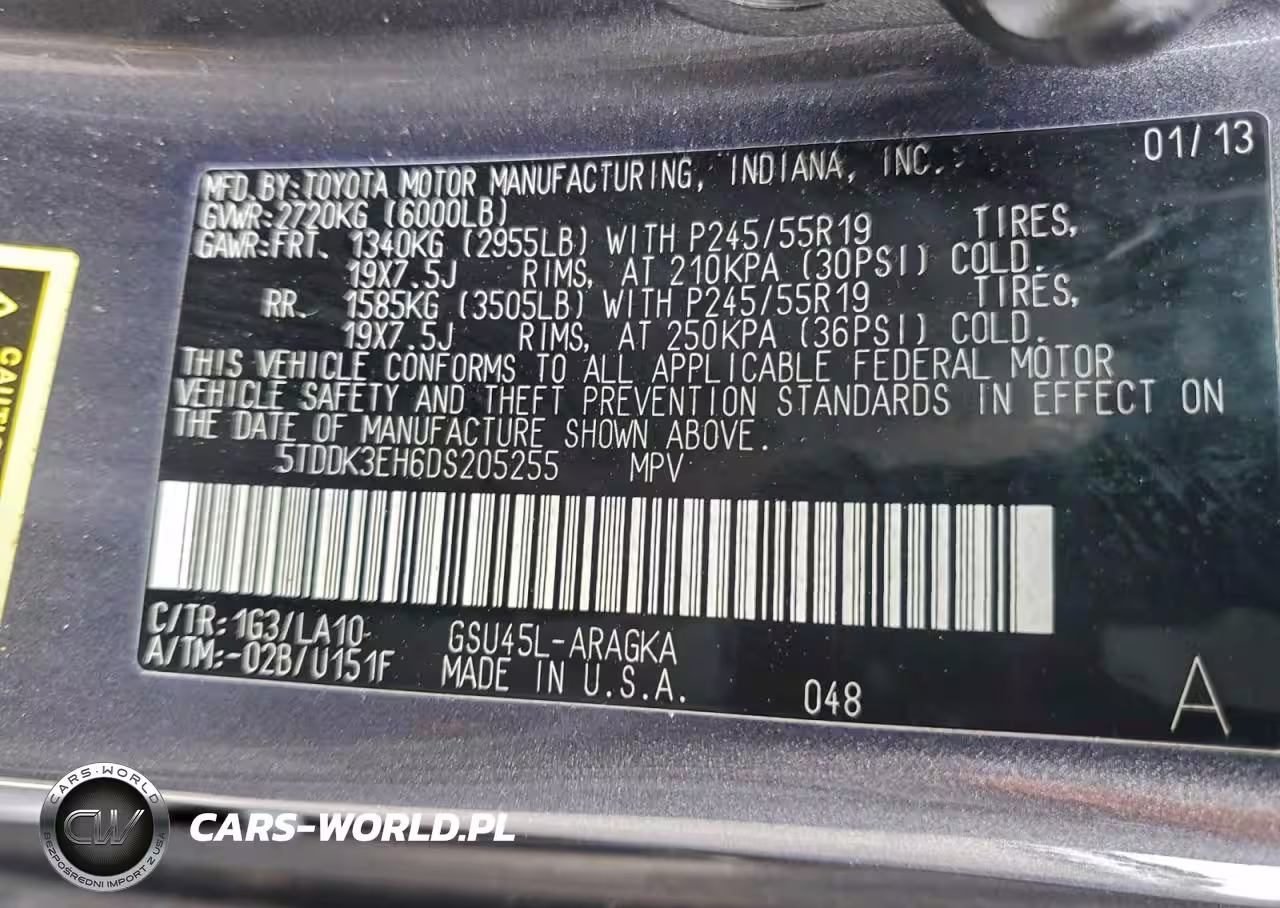 01/13
MFD.BY:TOYOTA MOTOR MANUFACTURING, INDIANA, INC.
GVWR:2720KG (6000LB)
GAWR:FRT. 1340KG (2955LB) WITH P245/55R19 TIRES,
19X7.5J RIMS, AT 210KPA (30PSI) COLD.
RR. 1585KG (3505LB) WITH P245/55R19 TIRES,
19X7.5J RIMS, AT 250KPA (36PSI) COLD.
THIS VEHICLE CONFORMS TO ALL APPLICABLE FEDERAL MOTOR
VEHICLE SAFETY AND THEFT PREVENTION STANDARDS IN EFFECT ON
THE DATE OF MANUFACTURE SHOWN ABOVE.
5TDDK3EH6DS205255 MPV
C/TR:1G3/LA10 GSU45L-ARAGKA
A/TM:-02B/U151F MADE IN U.S.A. 048 A
CARS-WORLD
CW
BEZPOŚREDNI IMPORT Z USA
CARS-WORLD.PL